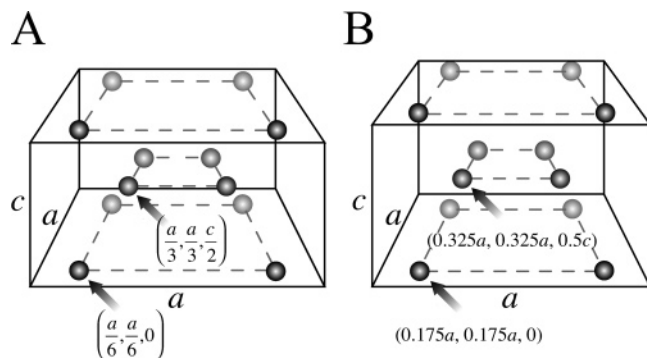 A
c
a
(a/3, a/3, c/2)
a
(a/6, a/6, 0)
B
c
a
(0.325a, 0.325a, 0.5c)
a
(0.175a, 0.175a, 0)